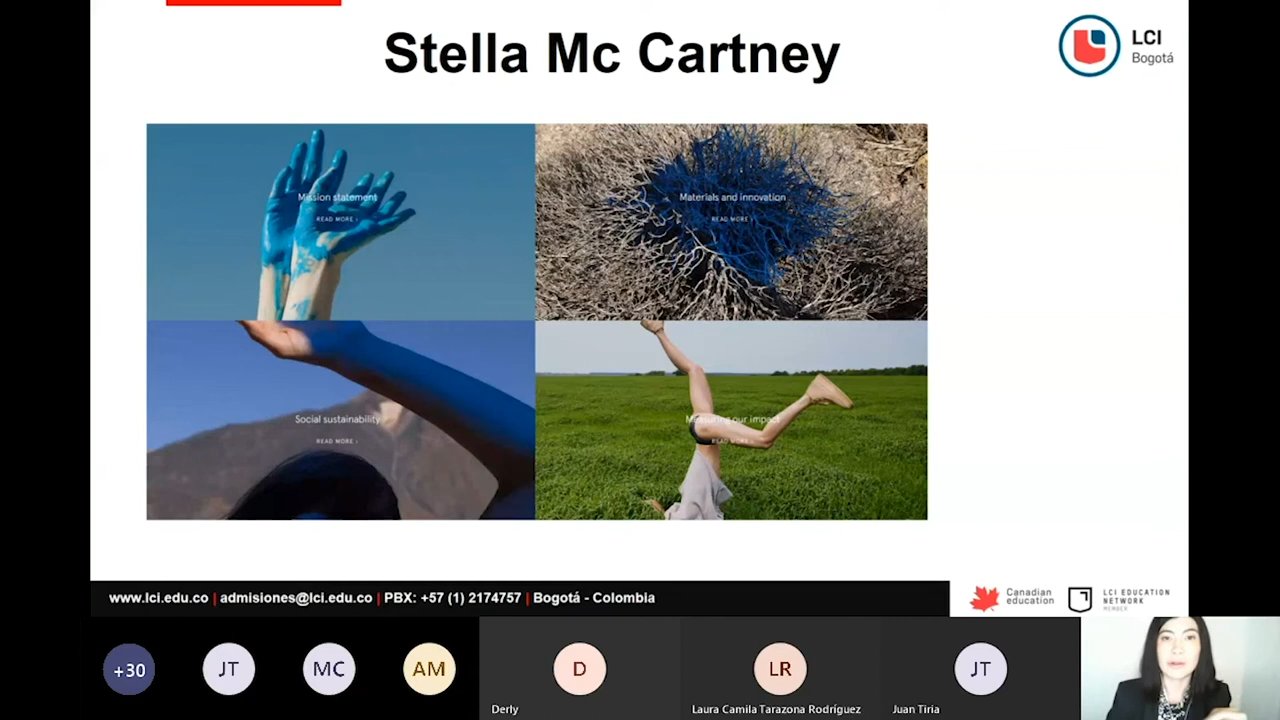 Stella Mc Cartney
LCI
Bogotá
Mission statement
READ MORE ›
Materials and innovation
READ MORE ›
Social sustainability
READ MORE ›
Measuring our impact
READ MORE ›
www.lci.edu.co | admisiones@lci.edu.co | PBX: +57 (1) 2174757 | Bogotá - Colombia
Canadian
education
LCI EDUCATION
NETWORK
MEMBER
+30
JT
MC
AM
D
LR
JT
Derly
Laura Camila Tarazona Rodríguez
Juan Tiria